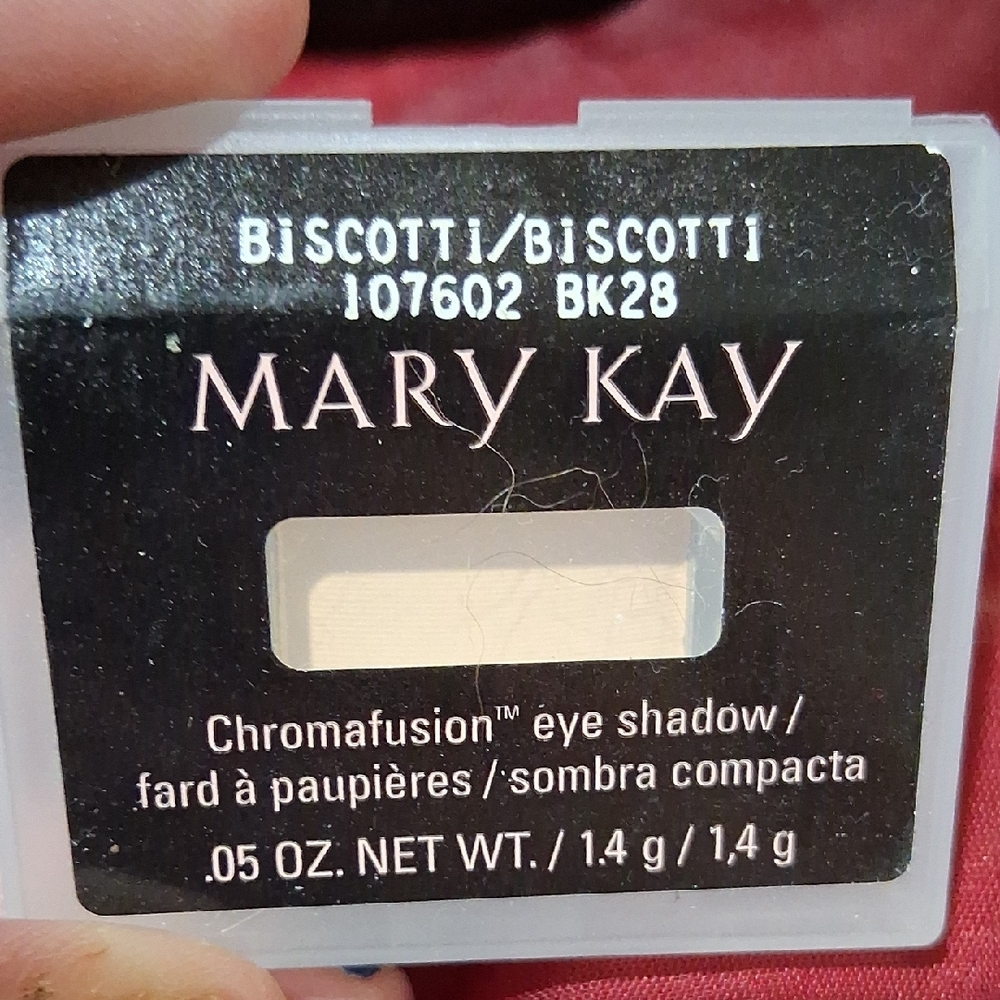 BiSCOTTi/BiSCOTTi
107602 BK28
MARY KAY
Chromafusion™ eye shadow /
fard à paupières / sombra compacta
.05 OZ. NET WT. / 1.4 g / 1,4 g